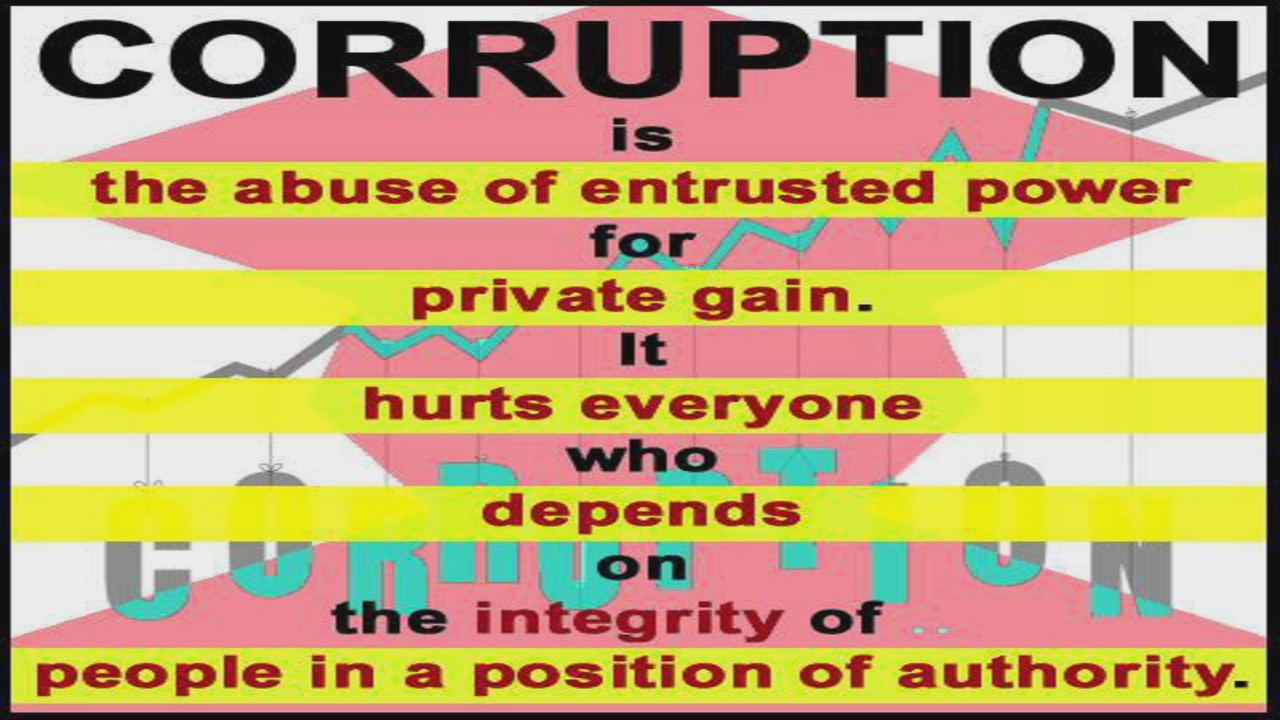 CORRUPTION
is
the abuse of entrusted power
for
private gain.
It
hurts everyone
who
depends
on
the integrity of ..
people in a position of authority.
CORRUPTION